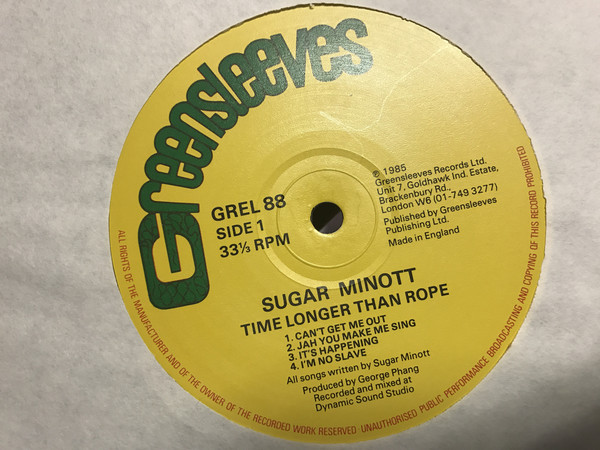 Greensleeves
GREL 88
SIDE 1
33⅓ RPM
℗ 1985
Greensleeves Records Ltd.
Unit 7, Goldhawk Ind. Estate,
Brackenbury Rd.,
London W6 (01-749 3277)
Published by Greensleeves
Publishing Ltd.
Made in England
SUGAR MINOTT
TIME LONGER THAN ROPE
1. CAN'T GET ME OUT
2. JAH YOU MAKE ME SING
3. IT'S HAPPENING
4. I'M NO SLAVE
All songs written by Sugar Minott
Produced by George Phang
Recorded and mixed at
Dynamic Sound Studio
ALL RIGHTS OF THE MANUFACTURER AND OF THE OWNER OF THE RECORDED WORK RESERVED UNAUTHORISED PUBLIC PERFORMANCE BROADCASTING AND COPYING OF THIS RECORD PROHIBITED